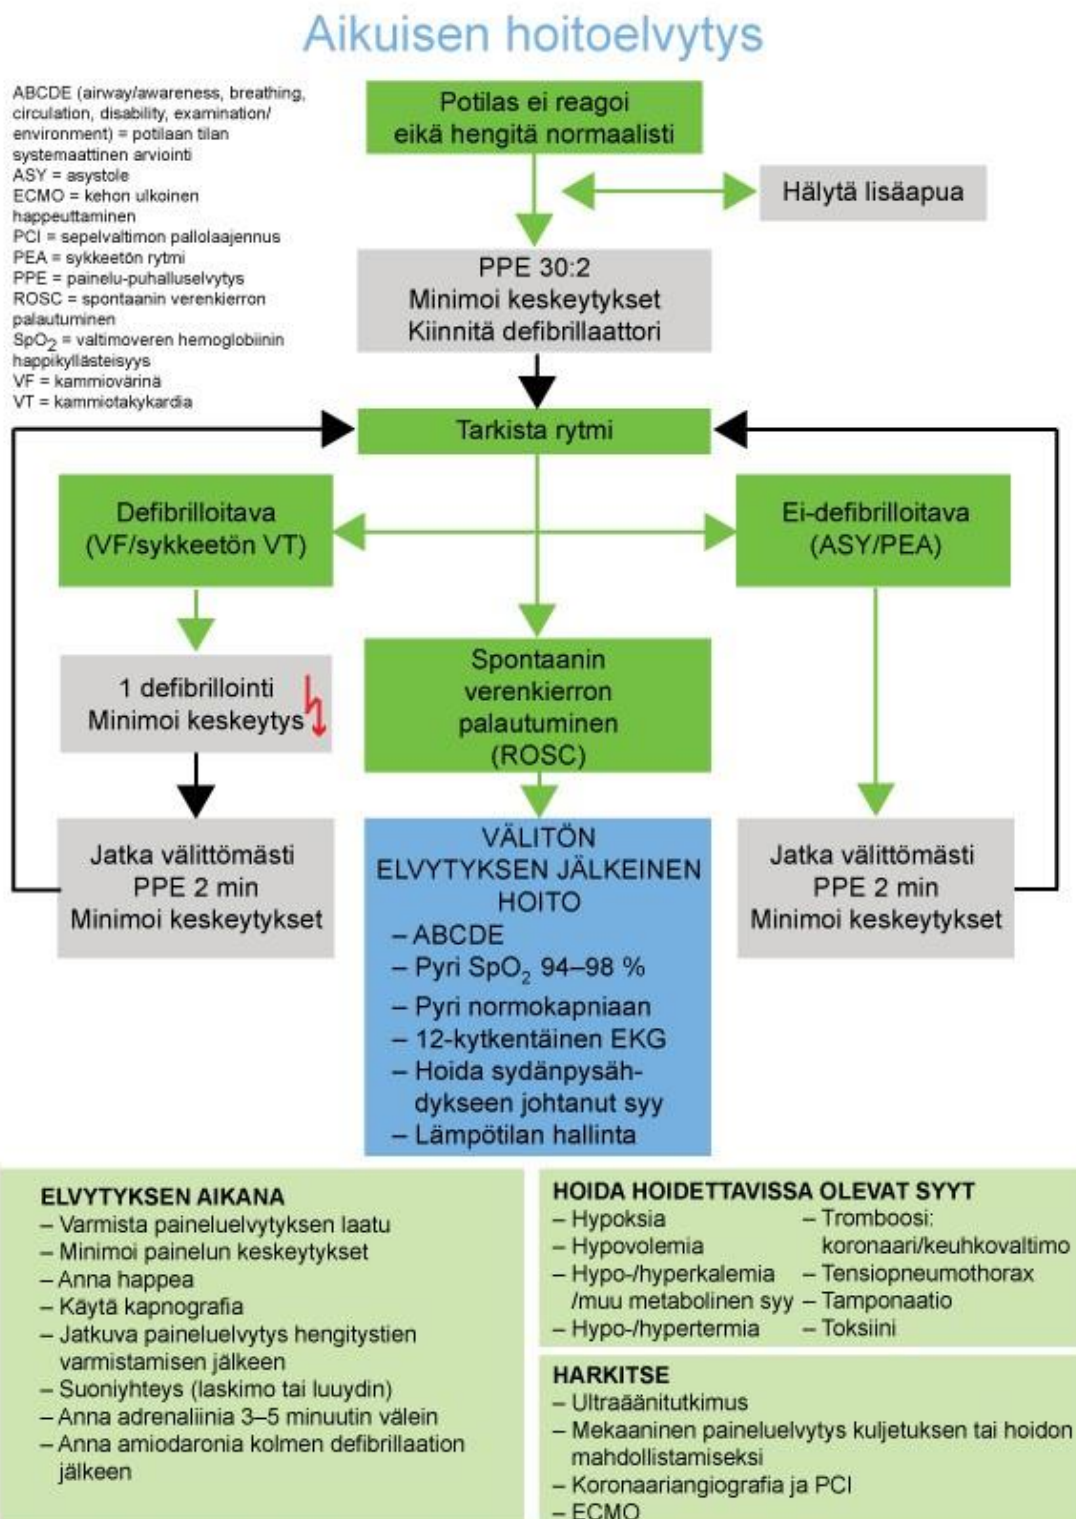 Aikuisen hoitoelvytys
ABCDE (airway/awareness, breathing,
circulation, disability, examination/
environment) = potilaan tilan
systemaattinen arviointi
ASY = asystole
ECMO = kehon ulkoinen
happeuttaminen
PCI = sepelvaltimon pallolaajennus
PEA = sykkeetön rytmi
PPE = painelu-puhalluselvytys
ROSC = spontaanin verenkierron
palautuminen
SpO2 = valtimoveren hemoglobiinin
happikyllästeisyys
VF = kammiovärinä
VT = kammiotakykardia
Potilas ei reagoi
eikä hengitä normaalisti
Hälytä lisäapua
PPE 30:2
Minimoi keskeytykset
Kiinnitä defibrillaattori
Tarkista rytmi
Defibrilloitava
(VF/sykkeetön VT)
Ei-defibrilloitava
(ASY/PEA)
1 defibrillointi
Minimoi keskeytys
Spontaanin
verenkierron
palautuminen
(ROSC)
Jatka välittömästi
PPE 2 min
Minimoi keskeytykset
VÄLITÖN
ELVYTYKSEN JÄLKEINEN
HOITO
– ABCDE
– Pyri SpO2 94–98 %
– Pyri normokapniaan
– 12-kytkentäinen EKG
– Hoida sydänpysäh-
dykseen johtanut syy
– Lämpötilan hallinta
Jatka välittömästi
PPE 2 min
Minimoi keskeytykset
ELVYTYKSEN AIKANA
– Varmista paineluelvytyksen laatu
– Minimoi painelun keskeytykset
– Anna happea
– Käytä kapnografia
– Jatkuva paineluelvytys hengitystien
varmistamisen jälkeen
– Suoniyhteys (laskimo tai luuydin)
– Anna adrenaliinia 3–5 minuutin välein
– Anna amiodaronia kolmen defibrillaation
jälkeen
HOIDA HOIDETTAVISSA OLEVAT SYYT
– Hypoksia
– Hypovolemia
– Hypo-/hyperkalemia
/muu metabolinen syy
– Hypo-/hypertermia
– Tromboosi:
koronaari/keuhkovaltimo
– Tensiopneumothorax
– Tamponaatio
– Toksiini
HARKITSE
– Ultraäänitutkimus
– Mekaaninen paineluelvytys kuljetuksen tai hoidon
mahdollistamiseksi
– Koronaariangiografia ja PCI
– ECMO